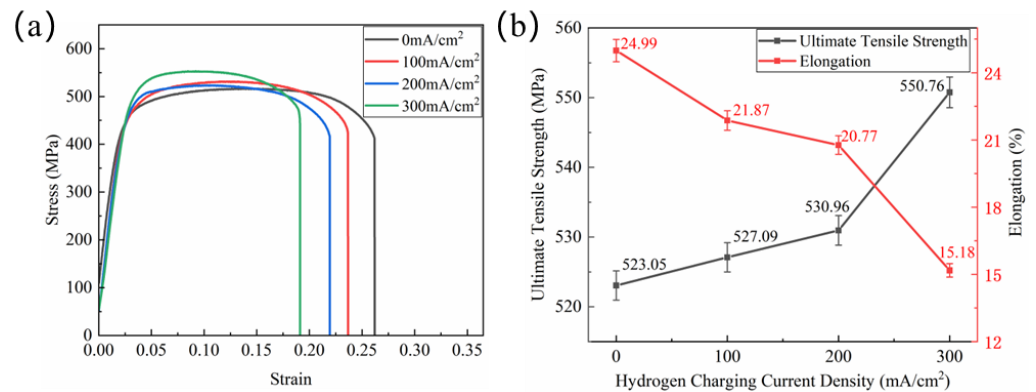 (a)
0mA/cm²
100mA/cm²
200mA/cm²
300mA/cm²
600
500
400
300
200
100
0
Stress (MPa)
0.00 0.05 0.10 0.15 0.20 0.25 0.30 0.35
Strain
(b)
Ultimate Tensile Strength
Elongation
560
550
540
530
520
Ultimate Tensile Strength (MPa)
24.99
21.87
20.77
15.18
523.05
527.09
530.96
550.76
24
21
18
15
12
Elongation (%)
0 100 200 300
Hydrogen Charging Current Density (mA/cm²)